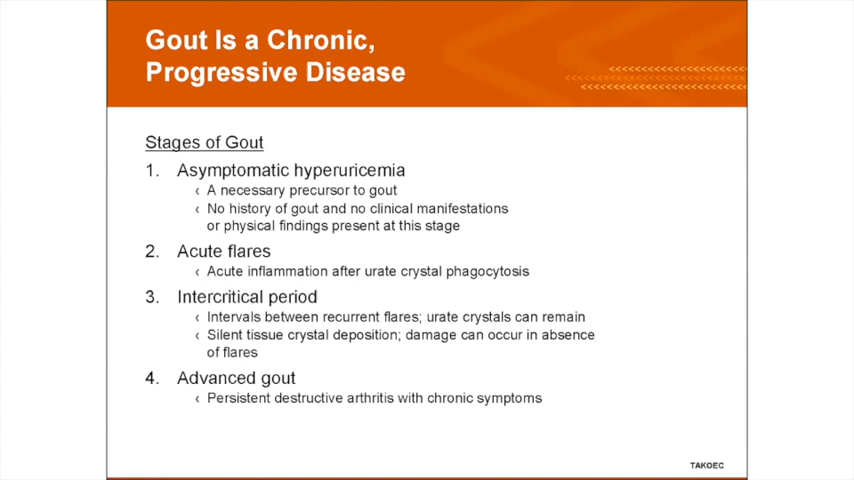 Gout Is a Chronic,
Progressive Disease
Stages of Gout
1. Asymptomatic hyperuricemia
‹ A necessary precursor to gout
‹ No history of gout and no clinical manifestations
or physical findings present at this stage
2. Acute flares
‹ Acute inflammation after urate crystal phagocytosis
3. Intercritical period
‹ Intervals between recurrent flares; urate crystals can remain
‹ Silent tissue crystal deposition; damage can occur in absence
of flares
4. Advanced gout
‹ Persistent destructive arthritis with chronic symptoms
TAKOEC